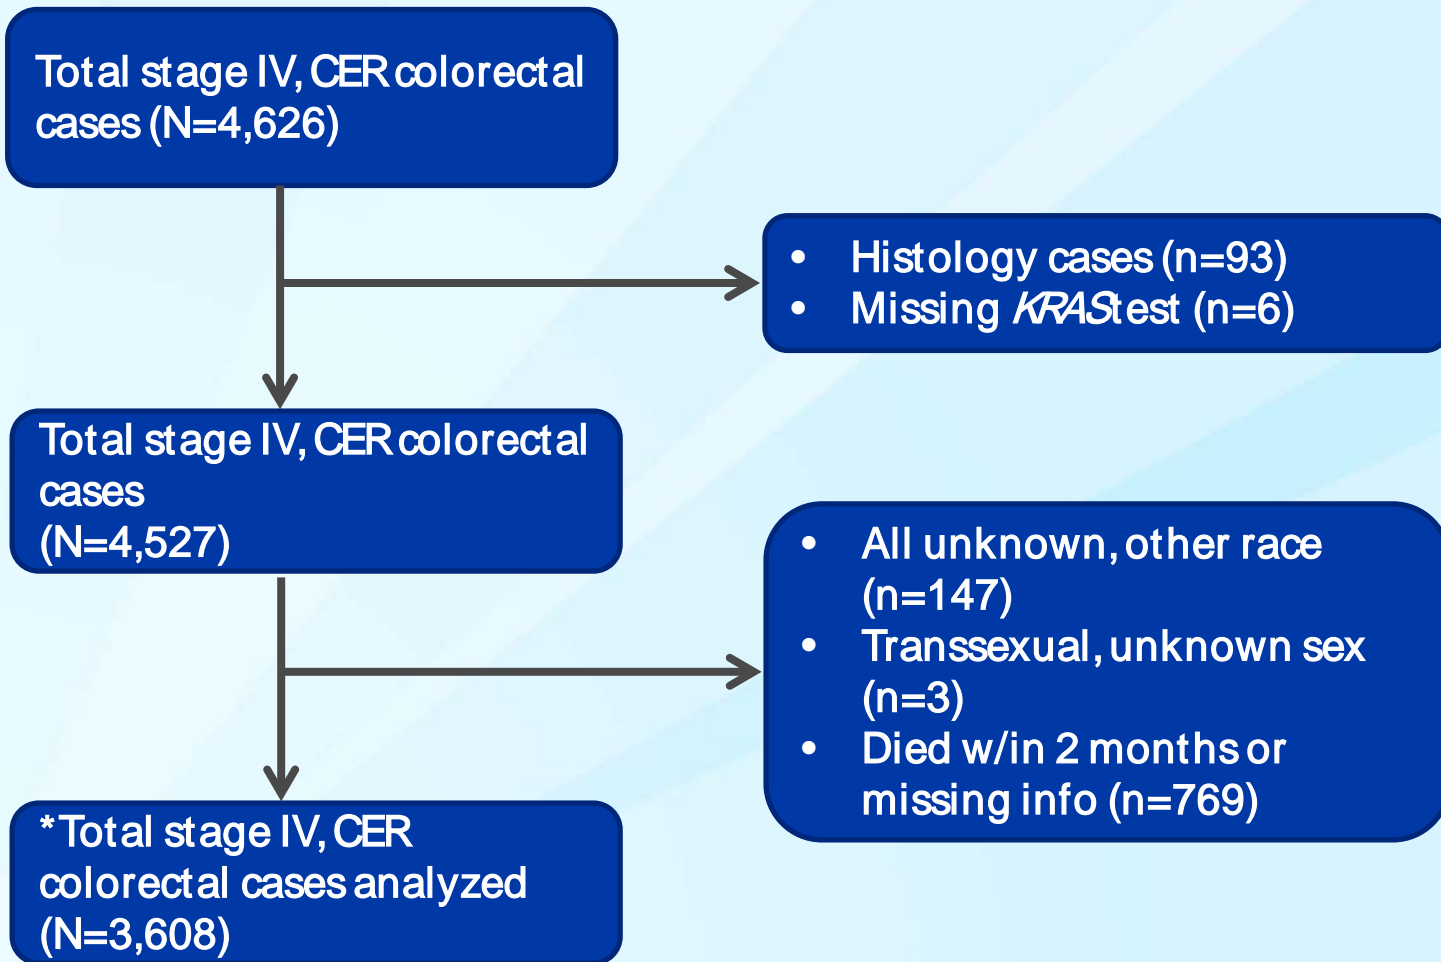 Total stage IV, CER colorectal
cases (N=4,626)
• Histology cases (n=93)
• Missing KRAS test (n=6)
Total stage IV, CER colorectal
cases
(N=4,527)
• All unknown, other race
(n=147)
• Transsexual, unknown sex
(n=3)
• Died w/in 2 months or
missing info (n=769)
*Total stage IV, CER
colorectal cases analyzed
(N=3,608)